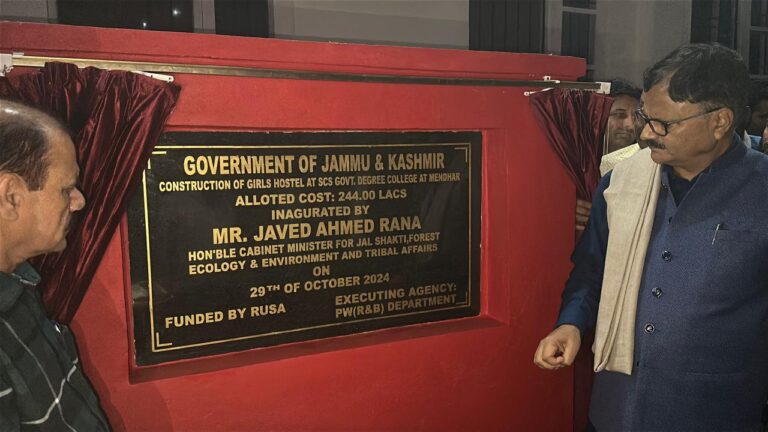 GOVERNMENT OF JAMMU & KASHMIR
CONSTRUCTION OF GIRLS HOSTEL AT SCS GOVT. DEGREE COLLEGE AT MENDHAR
ALLOTED COST: 244.00 LACS
INAGURATED BY
MR. JAVED AHMED RANA
HON'BLE CABINET MINISTER FOR JAL SHAKTI,FOREST
ECOLOGY & ENVIRONMENT AND TRIBAL AFFAIRS
ON
29TH OF OCTOBER 2024
FUNDED BY RUSA
EXECUTING AGENCY:
PW(R&B) DEPARTMENT